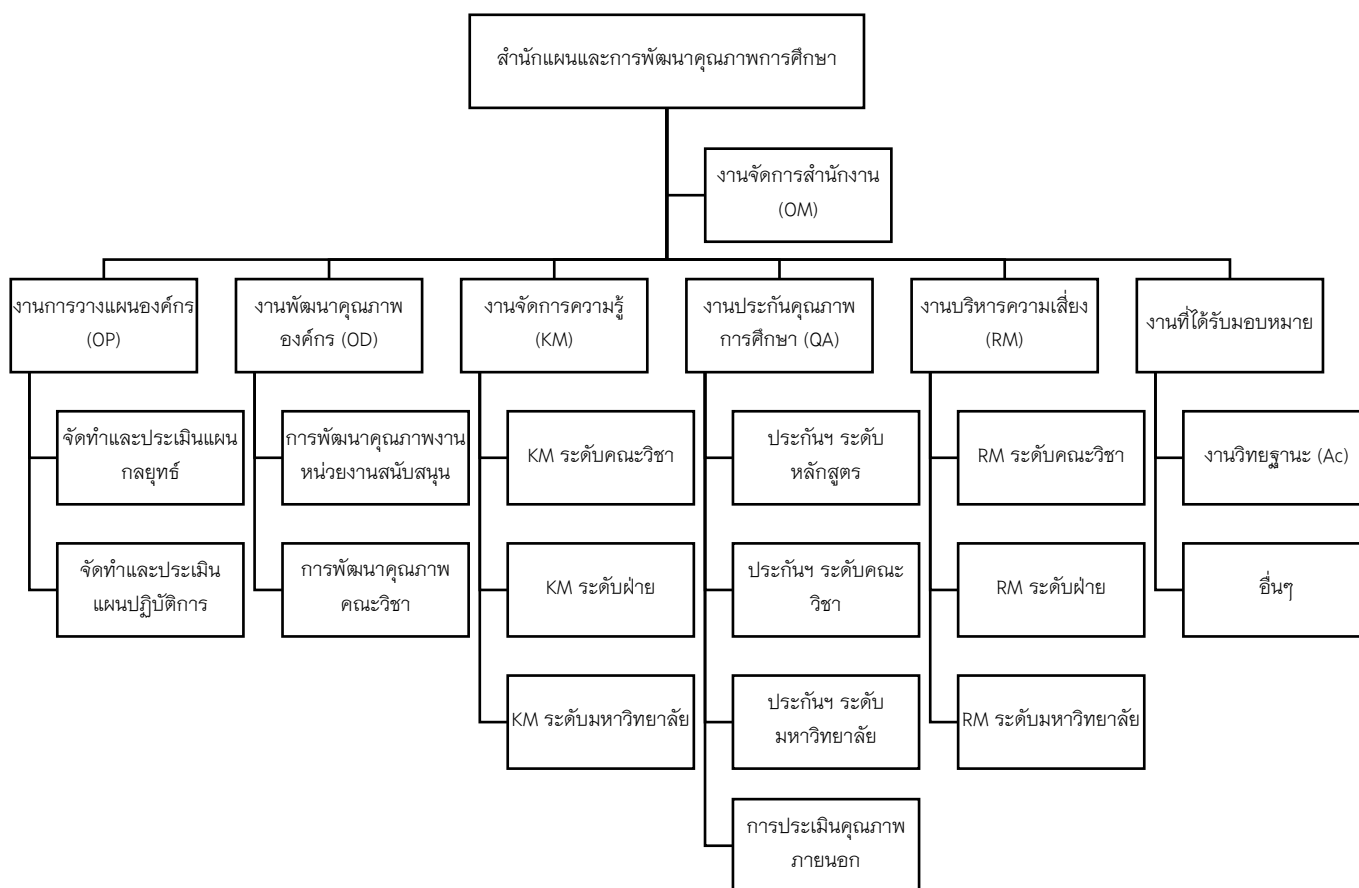 สำนักแผนและการพัฒนาคุณภาพการศึกษา
งานจัดการสำนักงาน
(OM)
งานการวางแผนองค์กร
(OP)
งานพัฒนาคุณภาพ
องค์กร (OD)
งานจัดการความรู้
(KM)
งานประกันคุณภาพ
การศึกษา (QA)
งานบริหารความเสี่ยง
(RM)
งานที่ได้รับมอบหมาย
จัดทำและประเมินแผน
กลยุทธ์
การพัฒนาคุณภาพงาน
หน่วยงานสนับสนุน
KM ระดับคณะวิชา
ประกันฯ ระดับ
หลักสูตร
RM ระดับคณะวิชา
งานวิทยฐานะ (Ac)
จัดทำและประเมิน
แผนปฏิบัติการ
การพัฒนาคุณภาพ
คณะวิชา
KM ระดับฝ่าย
ประกันฯ ระดับคณะ
วิชา
RM ระดับฝ่าย
อื่นๆ
KM ระดับมหาวิทยาลัย
ประกันฯ ระดับ
มหาวิทยาลัย
RM ระดับมหาวิทยาลัย
การประเมินคุณภาพ
ภายนอก